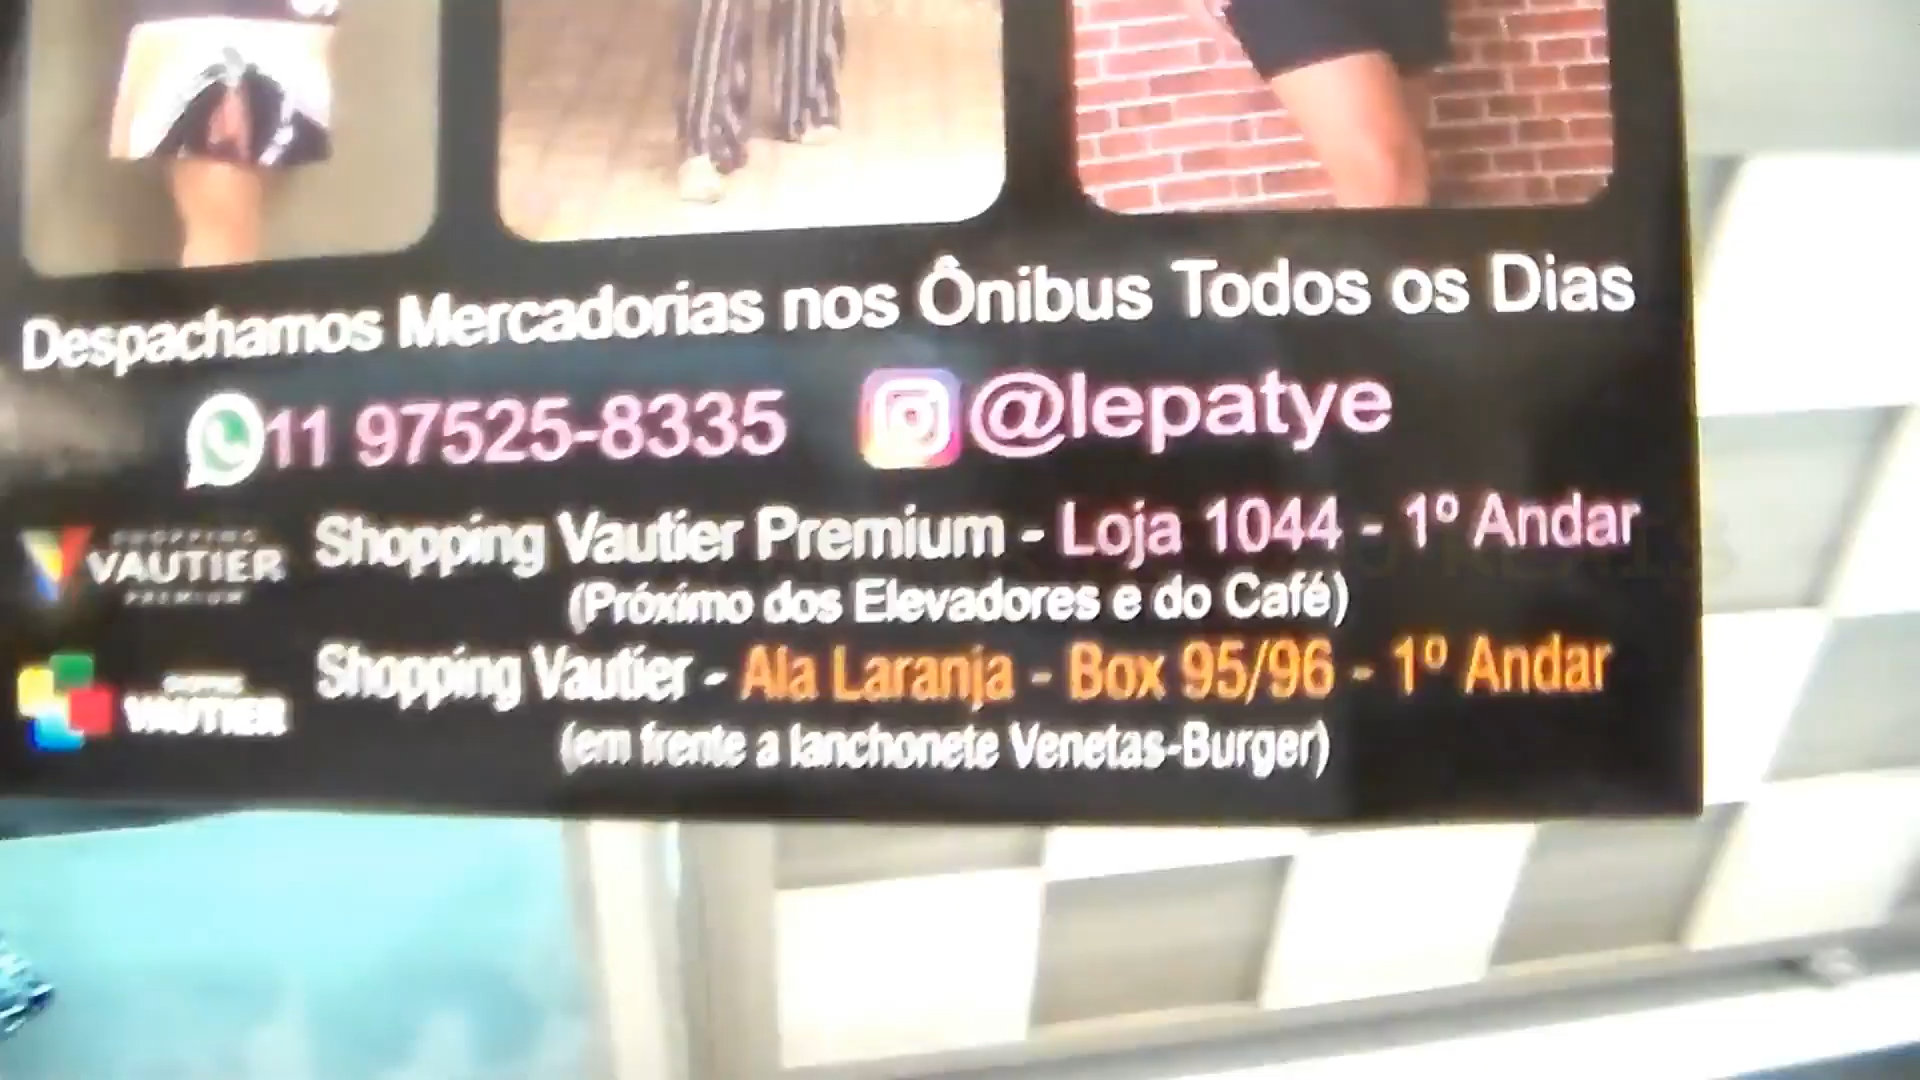 Despachamos Mercadorias nos Ônibus Todos os Dias
11 97525-8335 @lepatye
SHOPPING
VAUTIER
PREMIUM
Shopping Vautier Premium - Loja 1044 - 1º Andar
(Próximo dos Elevadores e do Café)
VAUTIER
Shopping Vautier - Ala Laranja - Box 95/96 - 1º Andar
(em frente a lanchonete Venetas-Burger)